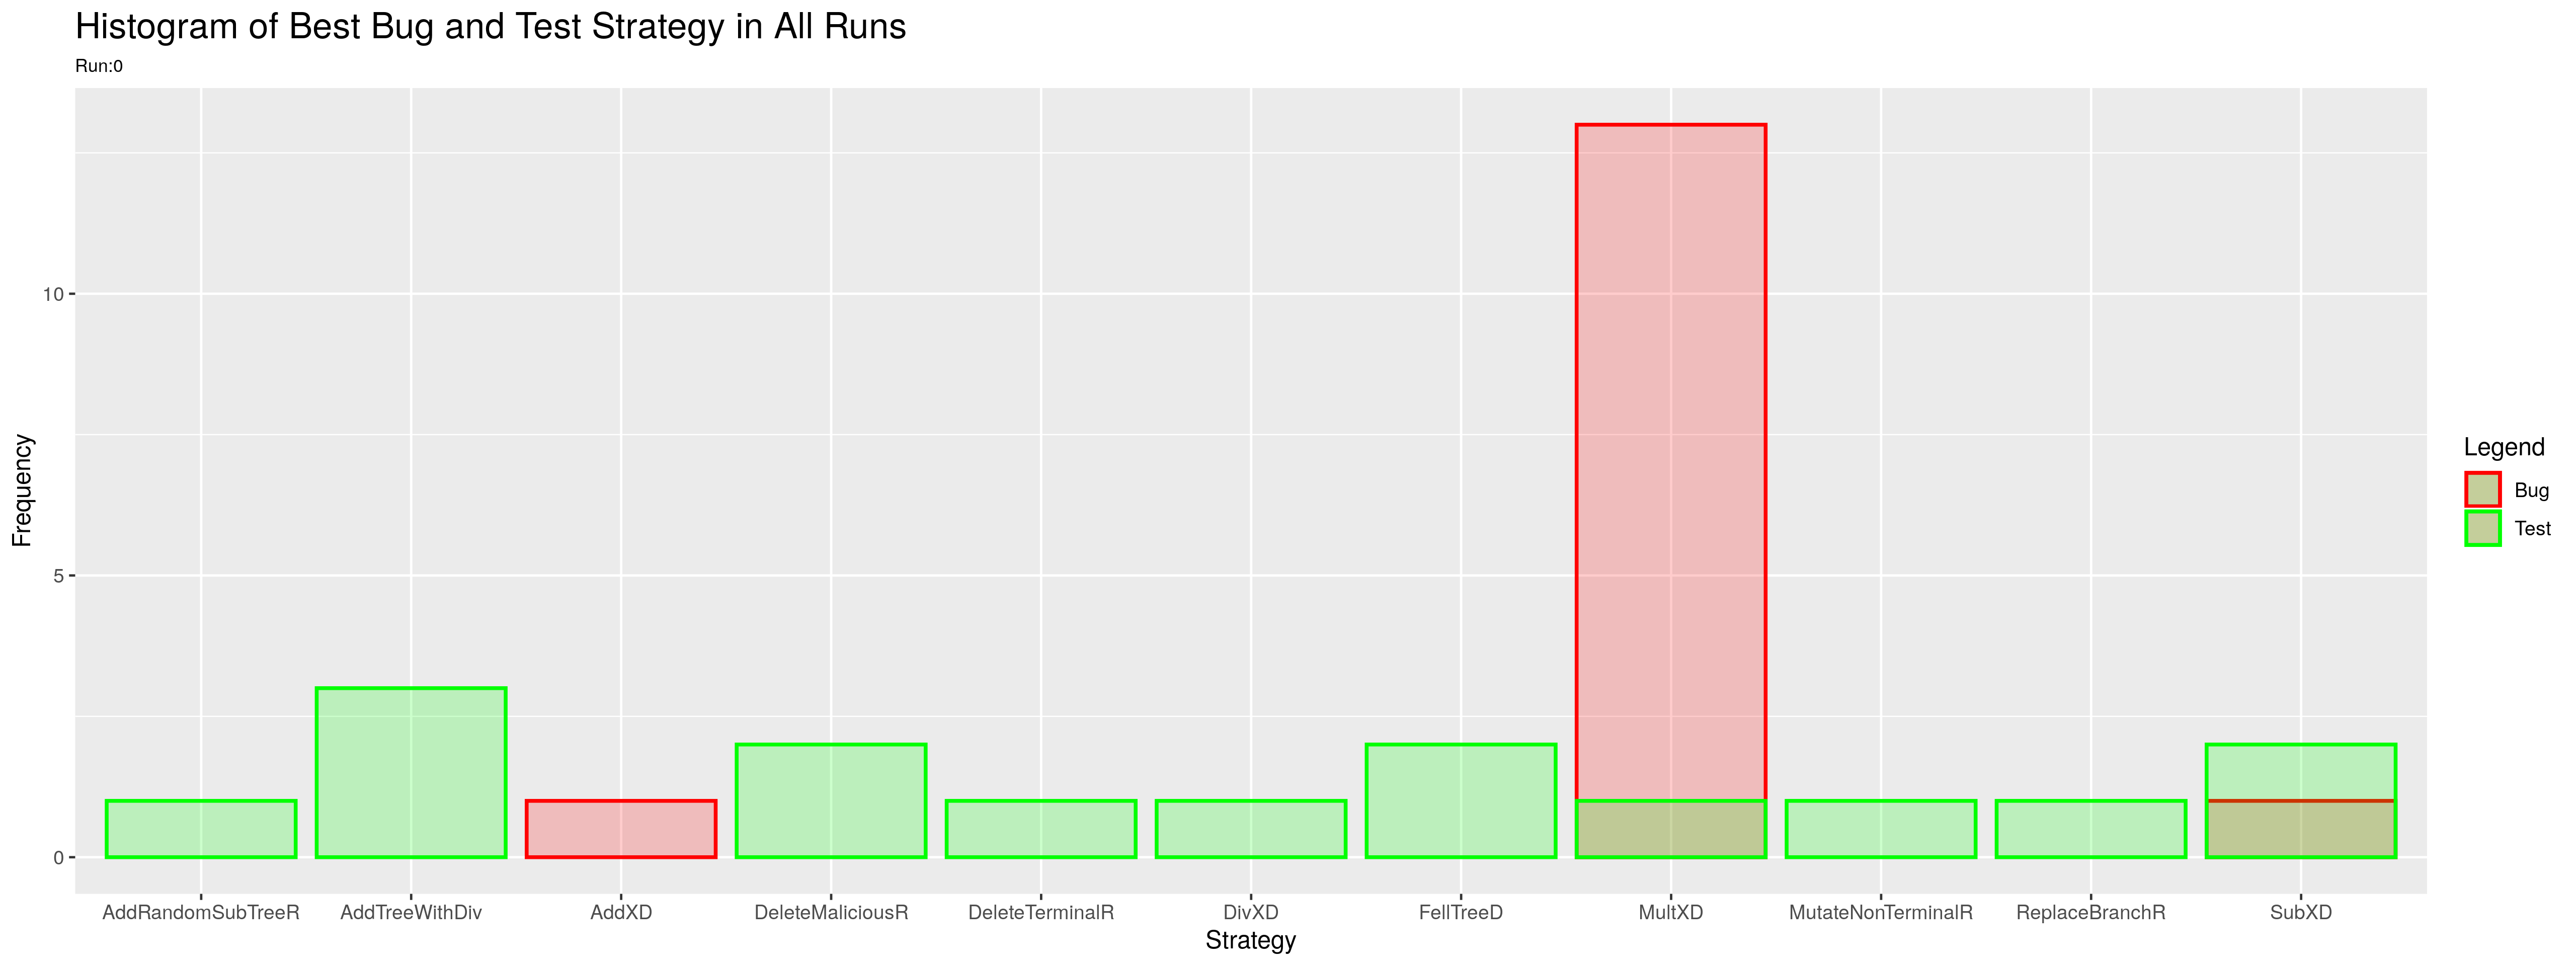 Histogram of Best Bug and Test Strategy in All Runs
Run:0
Frequency
10
5
0
AddRandomSubTreeR AddTreeWithDiv AddXD DeleteMaliciousR DeleteTerminalR DivXD FellTreeD MultXD MutateNonTerminalR ReplaceBranchR SubXD
Strategy
Legend
Bug
Test